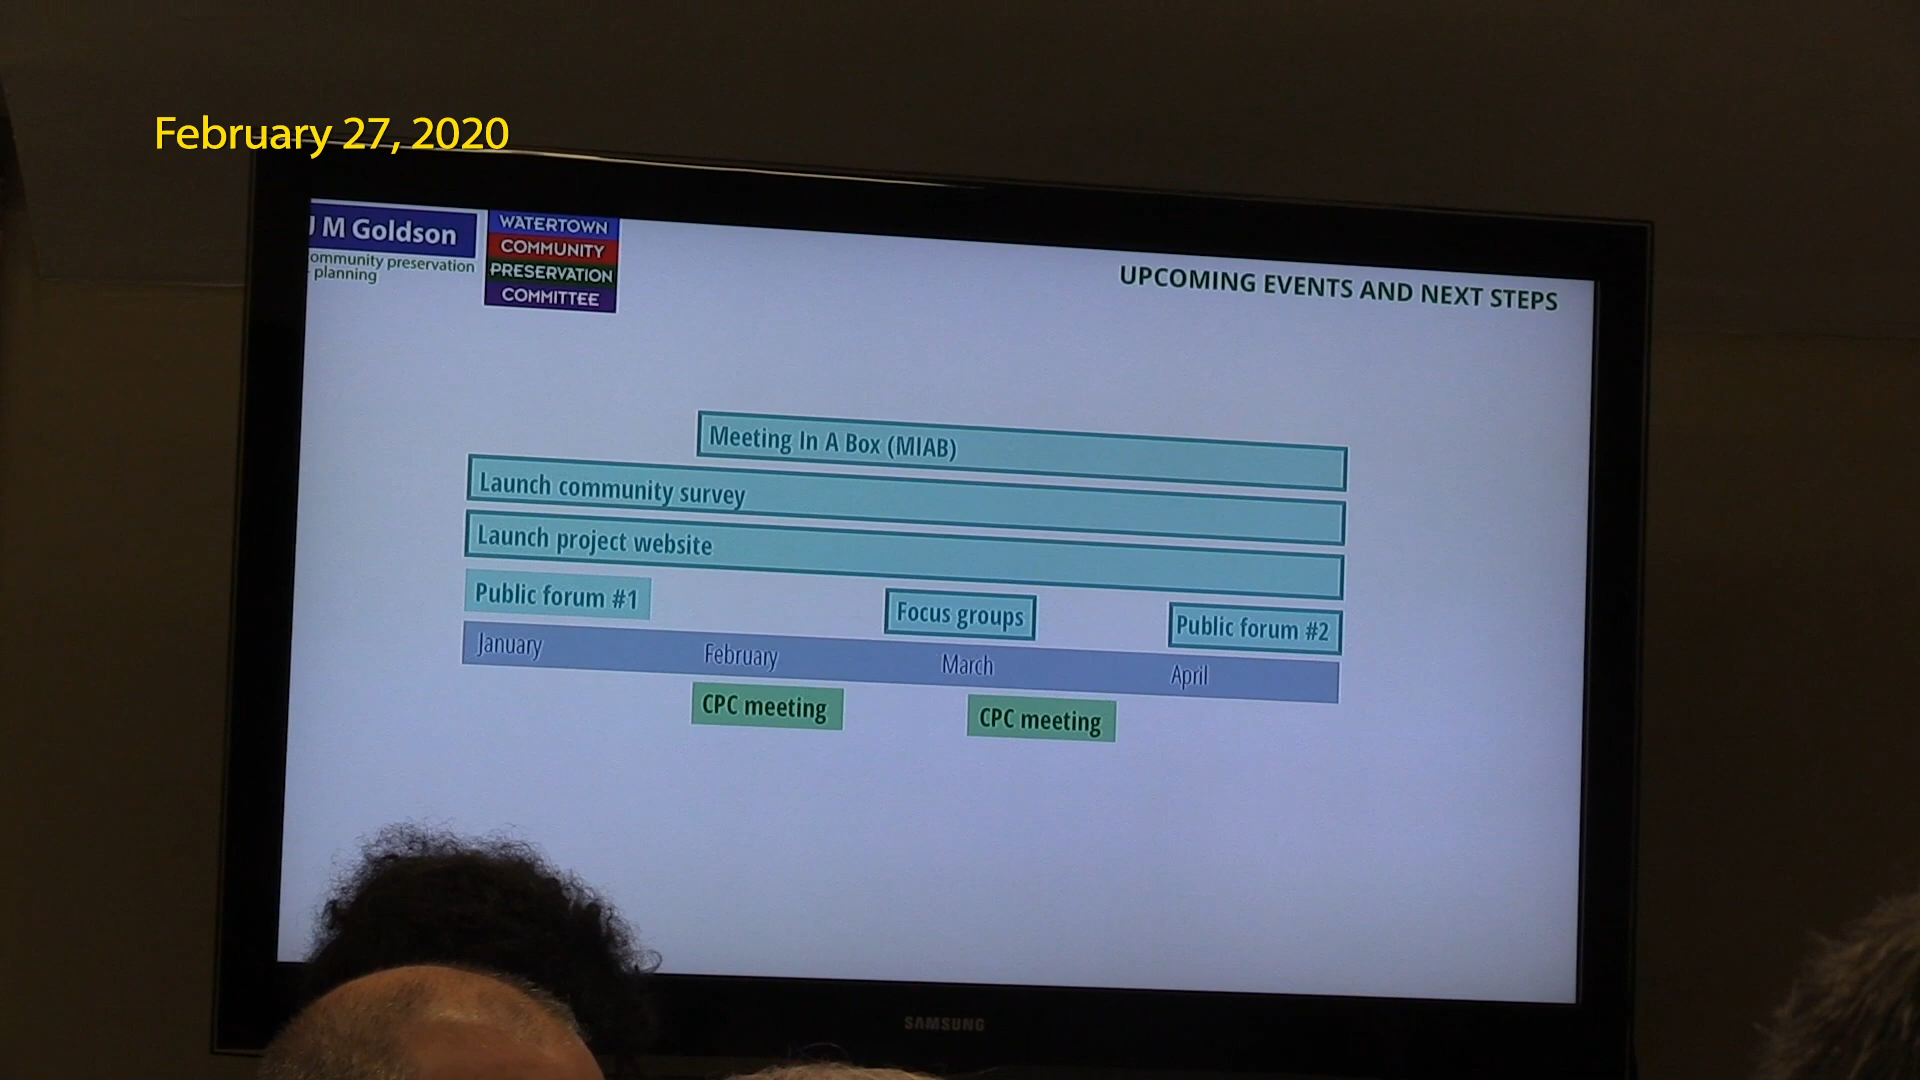 February 27, 2020
J M Goldson
community preservation
planning
WATERTOWN
COMMUNITY
PRESERVATION
COMMITTEE
UPCOMING EVENTS AND NEXT STEPS
Meeting In A Box (MIAB)
Launch community survey
Launch project website
Public forum #1
Focus groups
Public forum #2
January
February
March
April
CPC meeting
CPC meeting
SAMSUNG